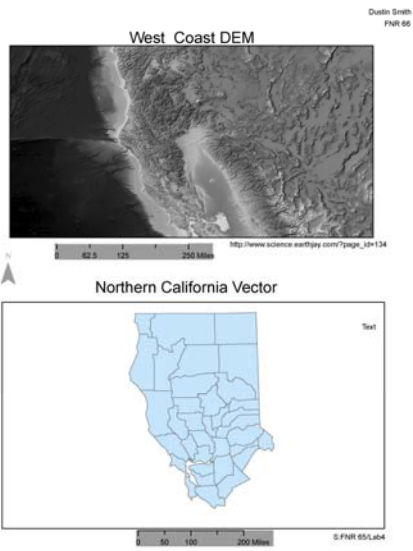 Dustin Smith
FNR 66
West Coast DEM
0 62.5 125 250 Miles
http://www.science.earthjay.com/?page_id=134
N
Northern California Vector
Text
0 50 100 200 Miles
S:FNR 65/Lab4